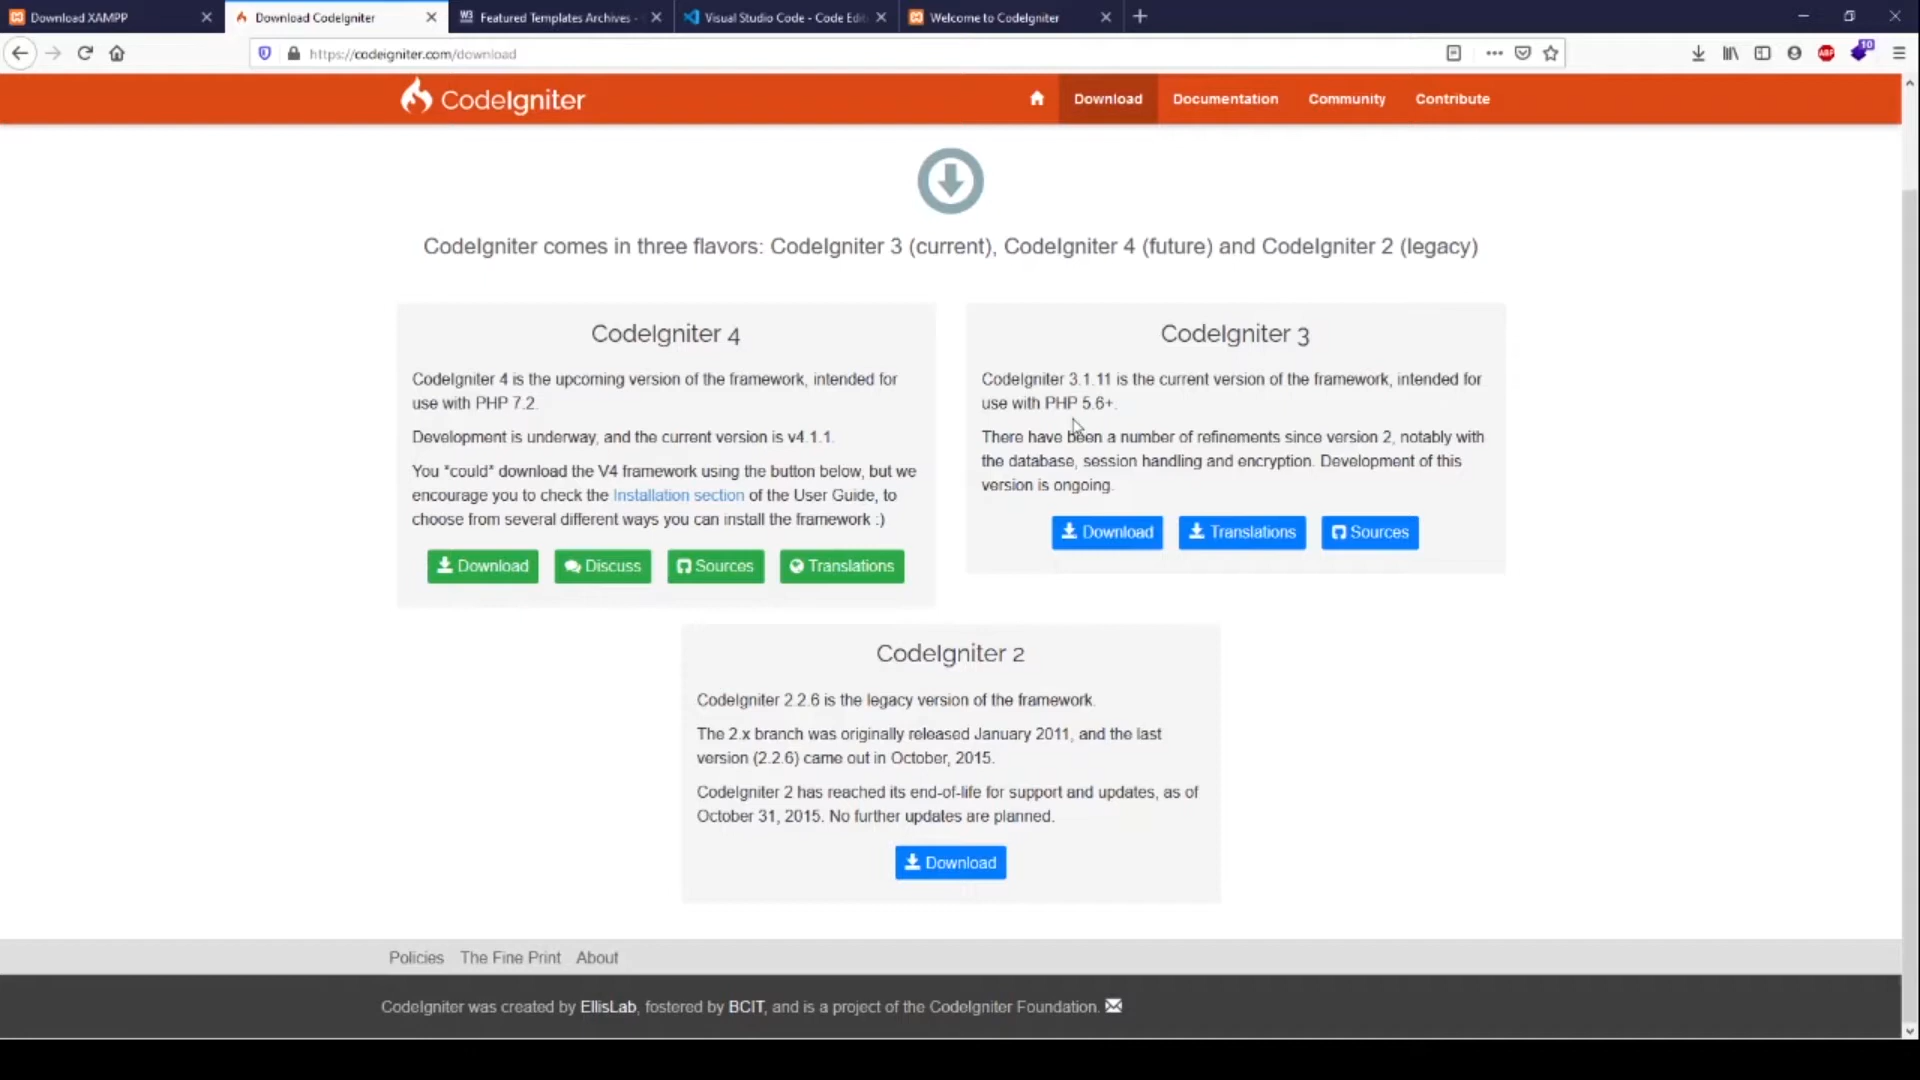 Download XAMPP
Download CodeIgniter
Featured Templates Archives -
Visual Studio Code - Code Edit
Welcome to CodeIgniter
https://codeigniter.com/download
ABP
10
CodeIgniter
Download
Documentation
Community
Contribute
CodeIgniter comes in three flavors: CodeIgniter 3 (current), CodeIgniter 4 (future) and CodeIgniter 2 (legacy)
CodeIgniter 4
CodeIgniter 4 is the upcoming version of the framework, intended for
use with PHP 7.2.
Development is underway, and the current version is v4.1.1.
You *could* download the V4 framework using the button below, but we
encourage you to check the Installation section of the User Guide, to
choose from several different ways you can install the framework :)
Download
Discuss
Sources
Translations
CodeIgniter 3
CodeIgniter 3.1.11 is the current version of the framework, intended for
use with PHP 5.6+.
There have been a number of refinements since version 2, notably with
the database, session handling and encryption. Development of this
version is ongoing.
Download
Translations
Sources
CodeIgniter 2
CodeIgniter 2.2.6 is the legacy version of the framework.
The 2.x branch was originally released January 2011, and the last
version (2.2.6) came out in October, 2015.
CodeIgniter 2 has reached its end-of-life for support and updates, as of
October 31, 2015. No further updates are planned.
Download
Policies
The Fine Print
About
CodeIgniter was created by EllisLab, fostered by BCIT, and is a project of the CodeIgniter Foundation.